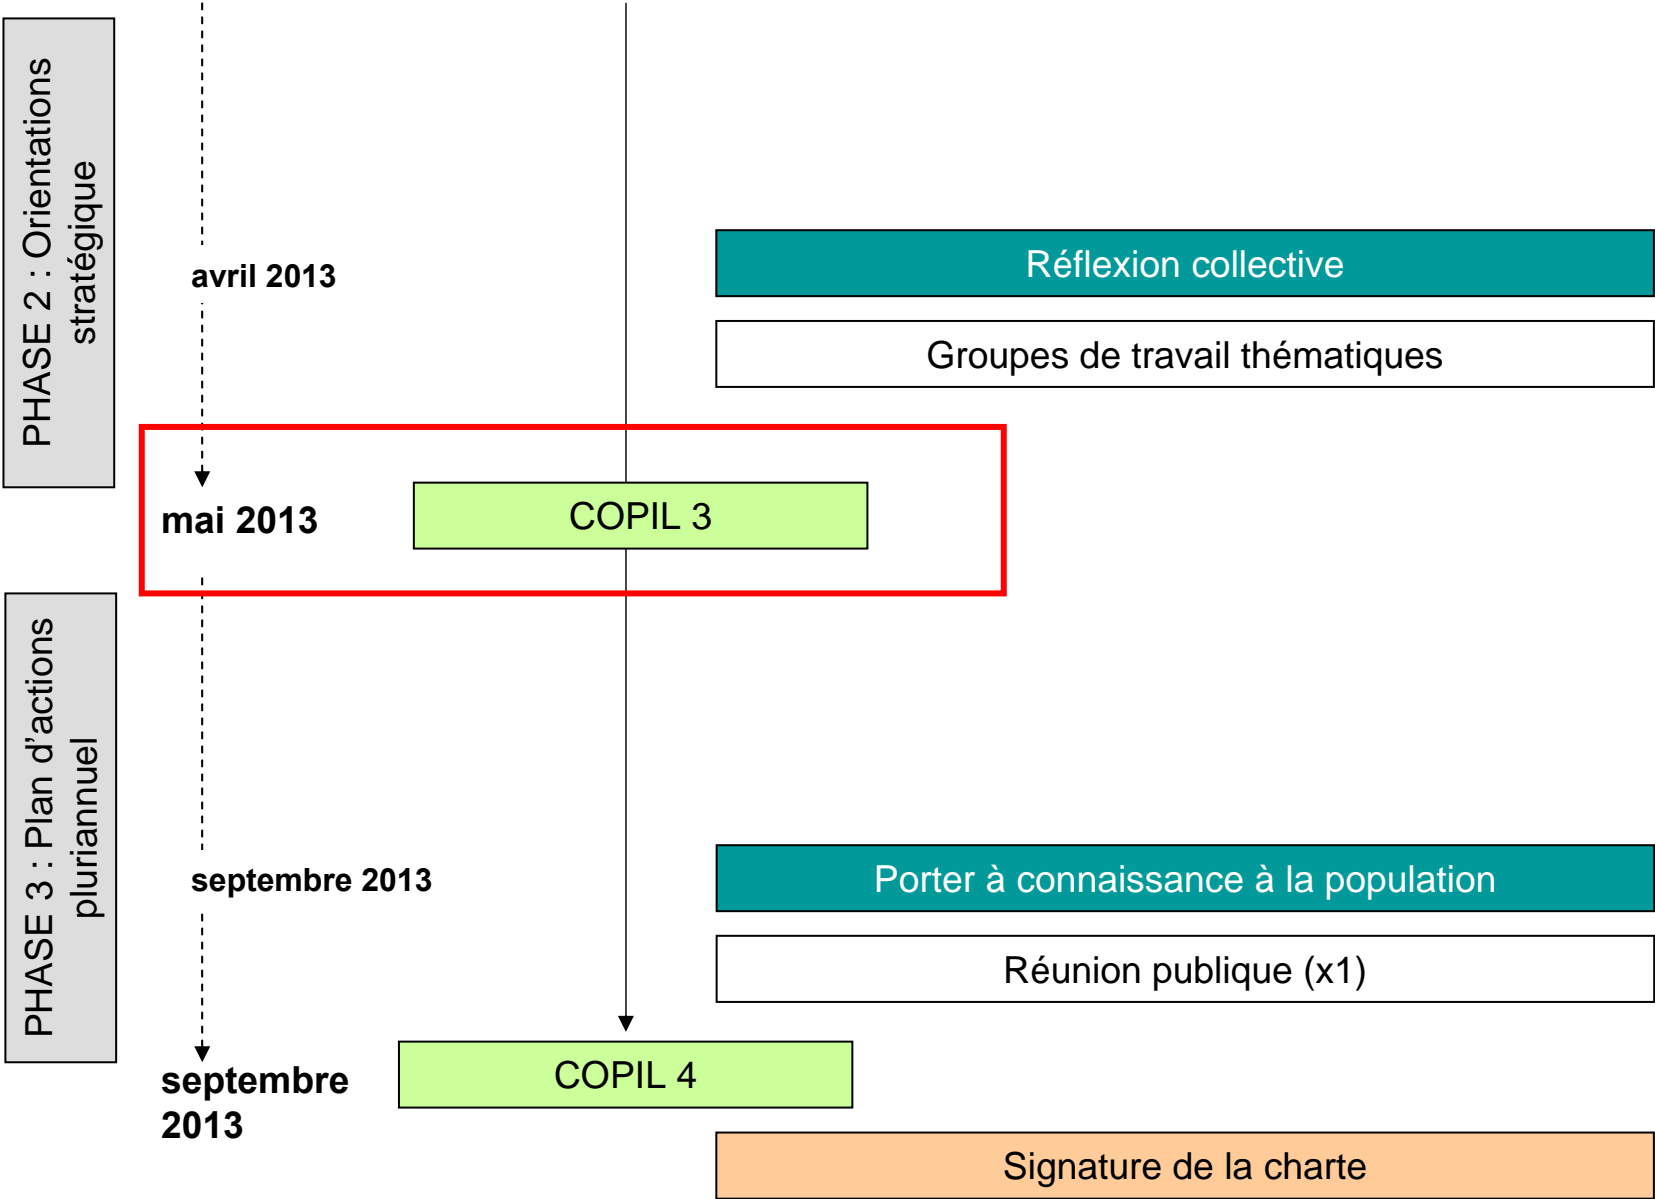 PHASE 2 : Orientations
stratégique
avril 2013
Réflexion collective
Groupes de travail thématiques
mai 2013
COPIL 3
PHASE 3 : Plan d’actions
pluriannuel
septembre 2013
Porter à connaissance à la population
Réunion publique (x1)
septembre
2013
COPIL 4
Signature de la charte